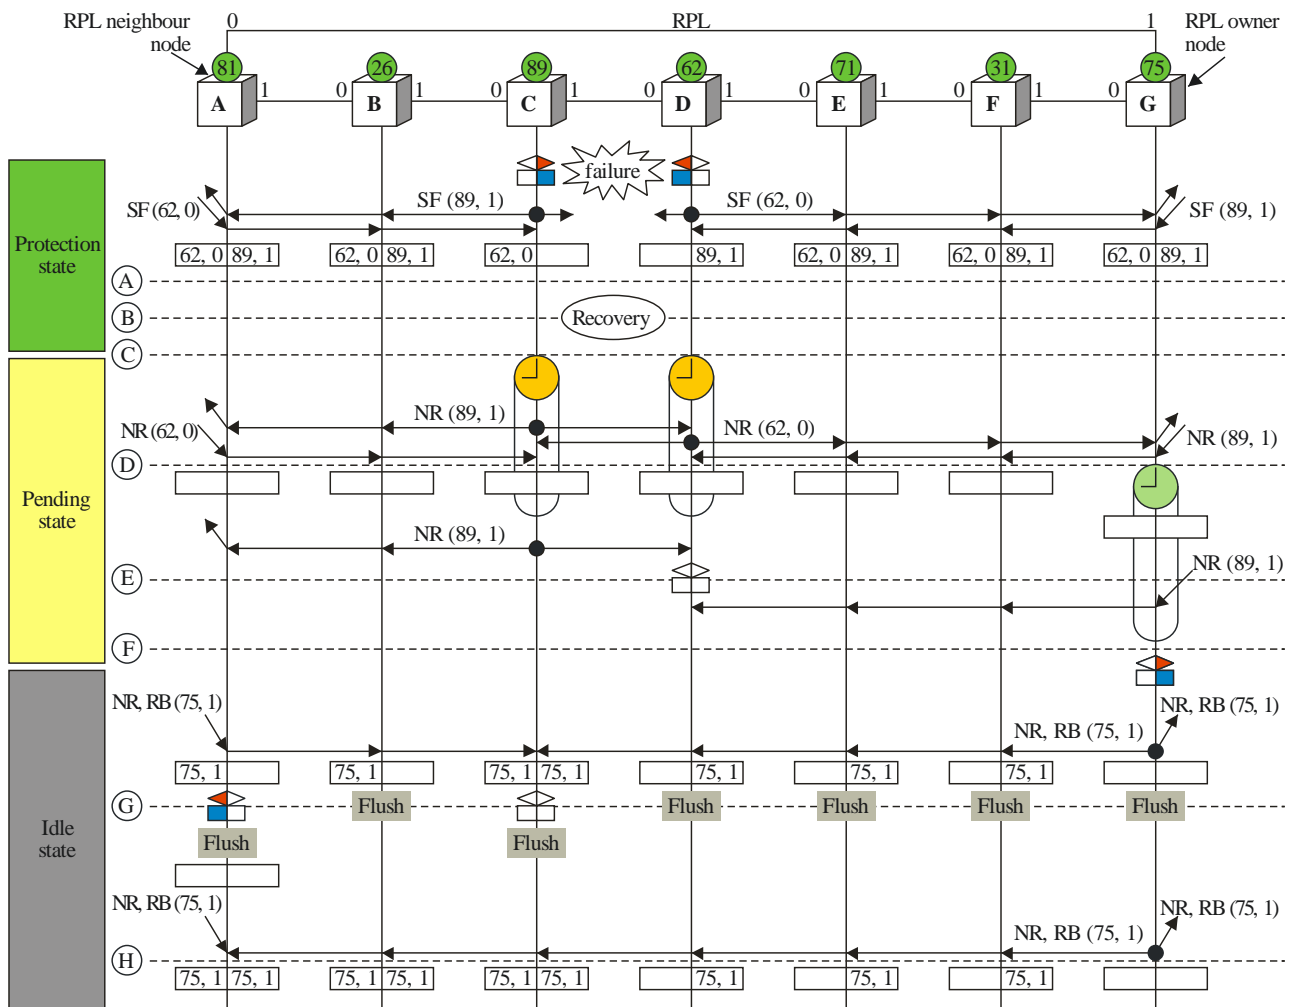 RPL neighbour
node
0
RPL
1
RPL owner
node
81
26
89
62
71
31
75
A
1
0
B
1
0
C
1
0
D
1
0
E
1
0
F
1
0
G
failure
SF (62, 0)
SF (89, 1)
SF (62, 0)
SF (89, 1)
Protection
state
62, 0 89, 1
62, 0 89, 1
62, 0
89, 1
62, 0 89, 1
62, 0 89, 1
62, 0 89, 1
A
B
Recovery
C
NR (89, 1)
NR (62, 0)
NR (62, 0)
NR (89, 1)
D
Pending
state
NR (89, 1)
NR (89, 1)
E
F
NR, RB (75, 1)
NR, RB (75, 1)
NR, RB (75, 1)
75, 1
75, 1
75, 1 75, 1
75, 1
75, 1
75, 1
G
Flush
Flush
Flush
Flush
Flush
Idle
state
Flush
Flush
NR, RB (75, 1)
NR, RB (75, 1)
NR, RB (75, 1)
H
75, 1 75, 1
75, 1 75, 1
75, 1 75, 1
75, 1
75, 1
75, 1